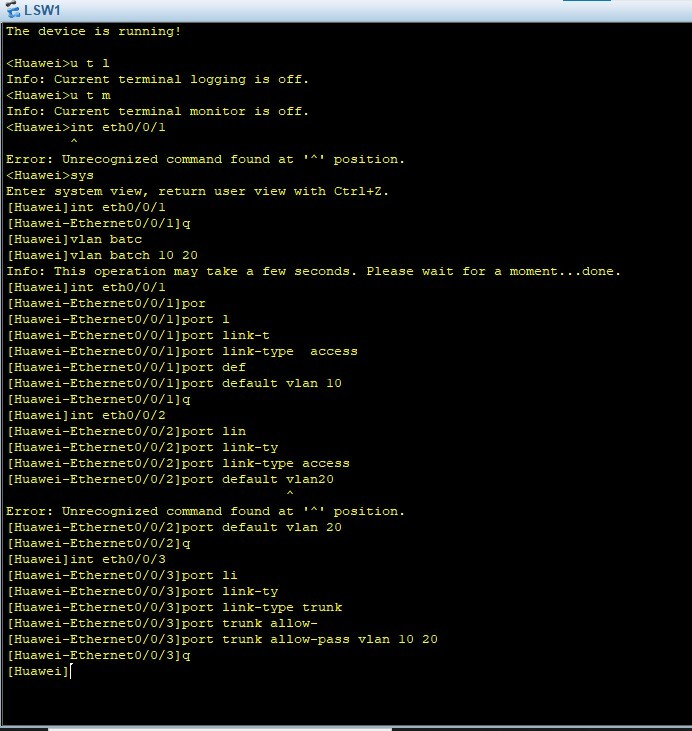 LSW1
The device is running!
<Huawei>u t l
Info: Current terminal logging is off.
<Huawei>u t m
Info: Current terminal monitor is off.
<Huawei>int eth0/0/1
^
Error: Unrecognized command found at '^' position.
<Huawei>sys
Enter system view, return user view with Ctrl+Z.
[Huawei]int eth0/0/1
[Huawei-Ethernet0/0/1]q
[Huawei]vlan batc
[Huawei]vlan batch 10 20
Info: This operation may take a few seconds. Please wait for a moment...done.
[Huawei]int eth0/0/1
[Huawei-Ethernet0/0/1]por
[Huawei-Ethernet0/0/1]port l
[Huawei-Ethernet0/0/1]port link-t
[Huawei-Ethernet0/0/1]port link-type  access
[Huawei-Ethernet0/0/1]port def
[Huawei-Ethernet0/0/1]port default vlan 10
[Huawei-Ethernet0/0/1]q
[Huawei]int eth0/0/2
[Huawei-Ethernet0/0/2]port lin
[Huawei-Ethernet0/0/2]port link-ty
[Huawei-Ethernet0/0/2]port link-type access
[Huawei-Ethernet0/0/2]port default vlan20
^
Error: Unrecognized command found at '^' position.
[Huawei-Ethernet0/0/2]port default vlan 20
[Huawei-Ethernet0/0/2]q
[Huawei]int eth0/0/3
[Huawei-Ethernet0/0/3]port li
[Huawei-Ethernet0/0/3]port link-ty
[Huawei-Ethernet0/0/3]port link-type trunk
[Huawei-Ethernet0/0/3]port trunk allow-
[Huawei-Ethernet0/0/3]port trunk allow-pass vlan 10 20
[Huawei-Ethernet0/0/3]q
[Huawei]